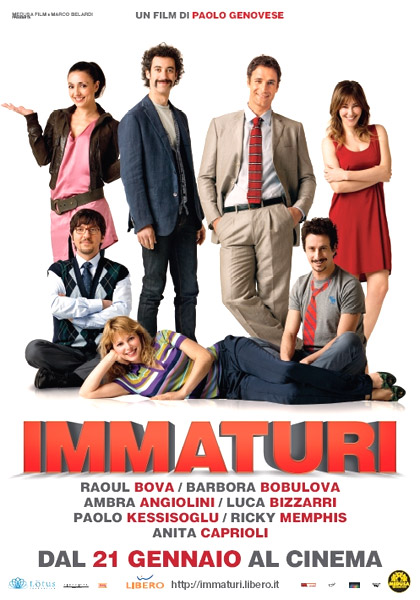 MEDUSA FILM e MARCO BELARDI
UN FILM DI PAOLO GENOVESE
IMMATURI
RAOUL BOVA / BARBORA BOBULOVA
AMBRA ANGIOLINI / LUCA BIZZARRI
PAOLO KESSISOGLU / RICKY MEMPHIS
ANITA CAPRIOLI
DAL 21 GENNAIO AL CINEMA
Lotus
LIBERO
http://immaturi.libero.it
MEDUSA